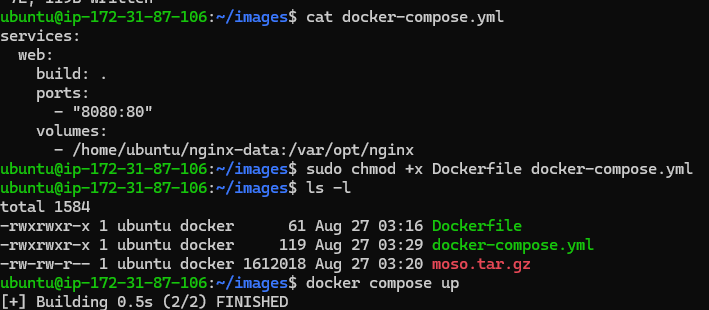 ubuntu@ip-172-31-87-106:~/images$ cat docker-compose.yml
services:
  web:
    build: .
    ports:
      - "8080:80"
    volumes:
      - /home/ubuntu/nginx-data:/var/opt/nginx
ubuntu@ip-172-31-87-106:~/images$ sudo chmod +x Dockerfile docker-compose.yml
ubuntu@ip-172-31-87-106:~/images$ ls -l
total 1584
-rwxrwxr-x 1 ubuntu docker      61 Aug 27 03:16 Dockerfile
-rwxrwxr-x 1 ubuntu docker     119 Aug 27 03:29 docker-compose.yml
-rw-rw-r-- 1 ubuntu docker 1612018 Aug 27 03:20 moso.tar.gz
ubuntu@ip-172-31-87-106:~/images$ docker compose up
[+] Building 0.5s (2/2) FINISHED